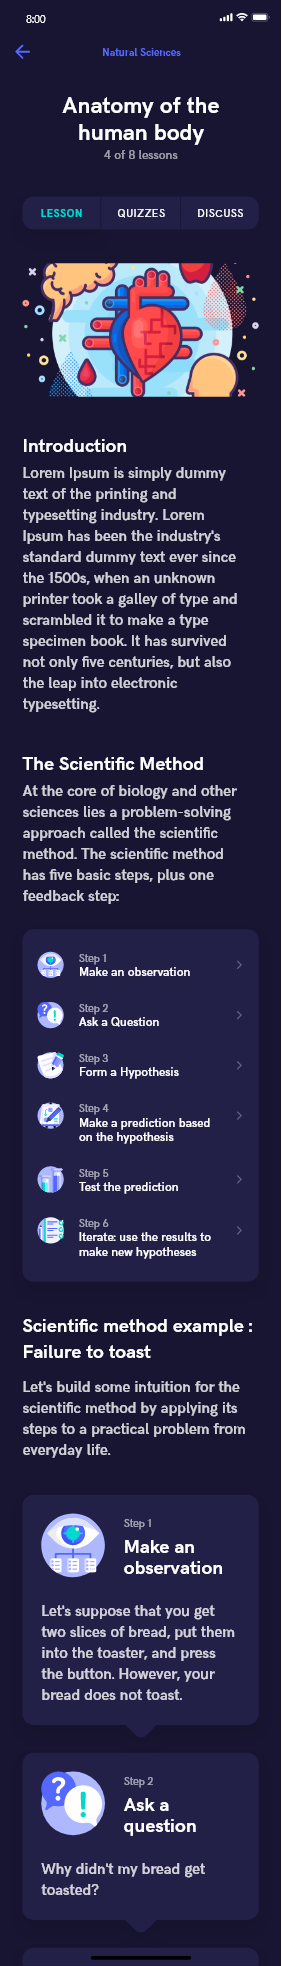 8:00
Natural Sciences
Anatomy of the
human body
4 of 8 lessons
LESSON QUIZZES DISCUSS
Introduction
Lorem Ipsum is simply dummy
text of the printing and
typesetting industry. Lorem
Ipsum has been the industry's
standard dummy text ever since
the 1500s, when an unknown
printer took a galley of type and
scrambled it to make a type
specimen book. It has survived
not only five centuries, but also
the leap into electronic
typesetting.
The Scientific Method
At the core of biology and other
sciences lies a problem-solving
approach called the scientific
method. The scientific method
has five basic steps, plus one
feedback step:
Step 1
Make an observation
Step 2
Ask a Question
Step 3
Form a Hypothesis
Step 4
Make a prediction based
on the hypothesis
Step 5
Test the prediction
Step 6
Iterate: use the results to
make new hypotheses
Scientific method example :
Failure to toast
Let's build some intuition for the
scientific method by applying its
steps to a practical problem from
everyday life.
Step 1
Make an
observation
Let's suppose that you get
two slices of bread, put them
into the toaster, and press
the button. However, your
bread does not toast.
Step 2
Ask a
question
Why didn't my bread get
toasted?